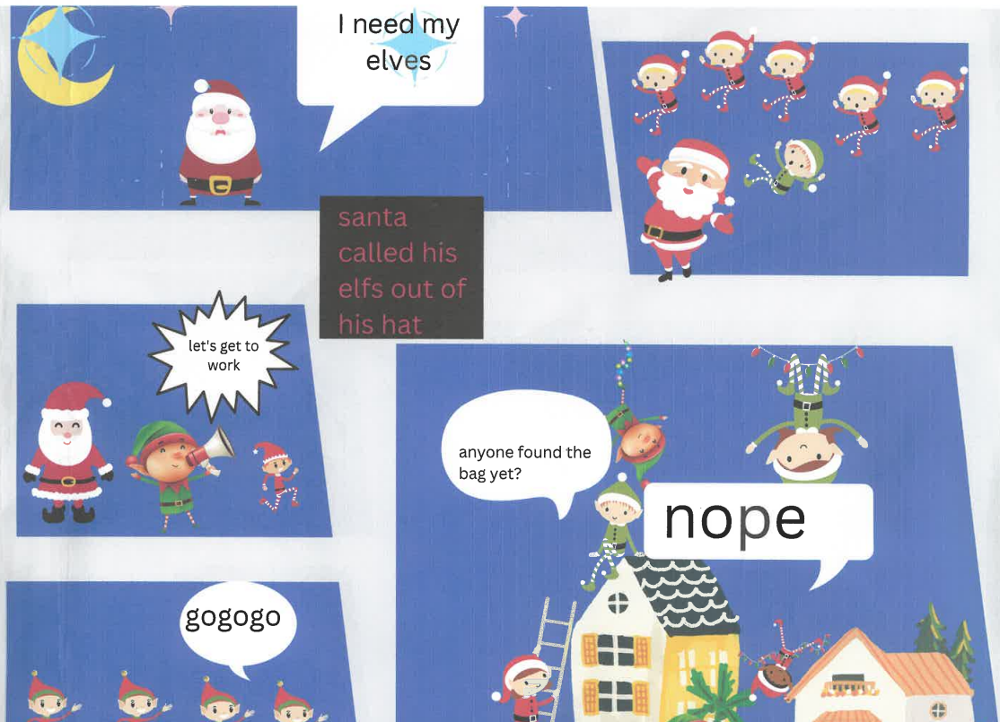 I need my
elves
santa
called his
elfs out of
his hat
let's get to
work
anyone found the
bag yet?
nope
gogogo